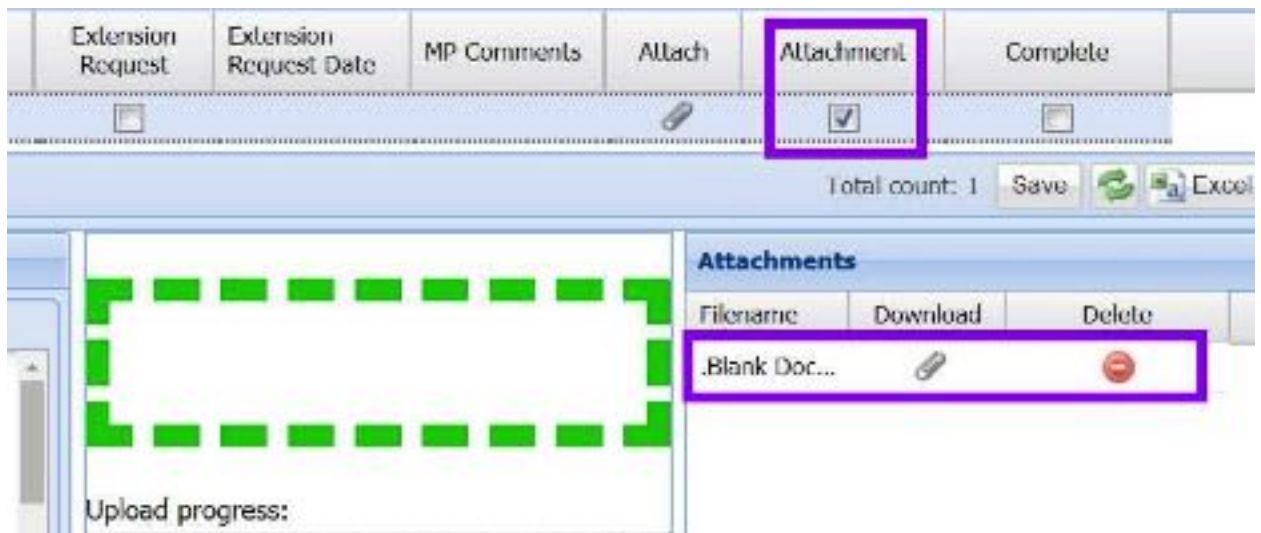 Extension Request
Extension Request Date
MP Comments
Attach
Attachment
Complete
Total count: 1 Save Excel
Attachments
Filename Download Delete
.Blank Doc...
Upload progress: